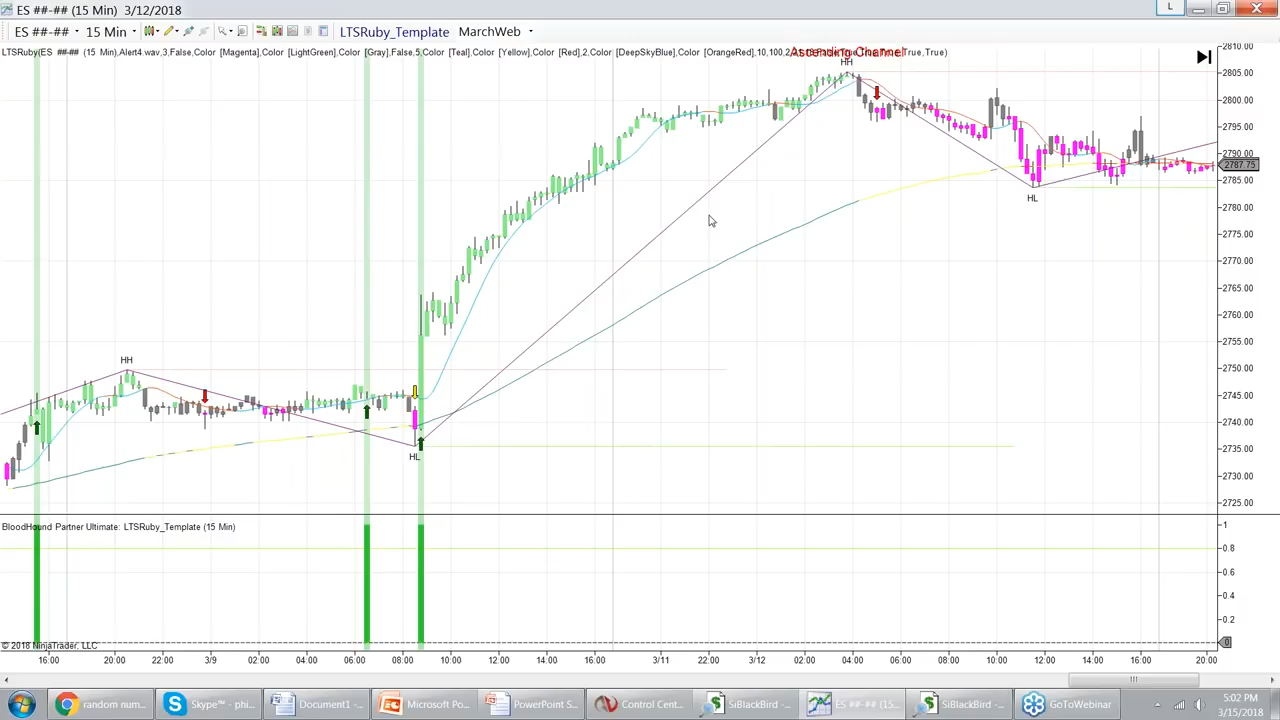 ES ##-## (15 Min) 3/12/2018
L
ES ##-## 15 Min LTSRuby_Template MarchWeb
LTSRuby(ES ##-## (15 Min),Alert4.wav,3,False,Color [Magenta],Color [LightGreen],Color [Gray],False,5,Color [Teal],Color [Yellow],Color [Red],2,Color [DeepSkyBlue],Color [OrangeRed],10,100,2
True,True)
Ascending Channel
HH
HL
HH
HL
2810.00
2805.00
2800.00
2795.00
2790.00
2787.75
2785.00
2780.00
2775.00
2770.00
2765.00
2760.00
2755.00
2750.00
2745.00
2740.00
2735.00
2730.00
2725.00
BloodHound Partner Ultimate: LTSRuby_Template (15 Min)
1
0.8
0.6
0.4
0.2
0
© 2018 NinjaTrader, LLC
16:00 20:00 22:00 3/9 02:00 04:00 06:00 08:00 10:00 12:00 14:00 16:00 3/11 22:00 3/12 02:00 04:00 06:00 08:00 10:00 12:00 14:00 16:00 20:00
random num... Skype™ - phi... Document1 -... Microsoft Po... PowerPoint S... Control Cent... SiBlackBird -... ES ##-## (15... SiBlackBird -... GoToWebinar
5:02 PM
3/15/2018